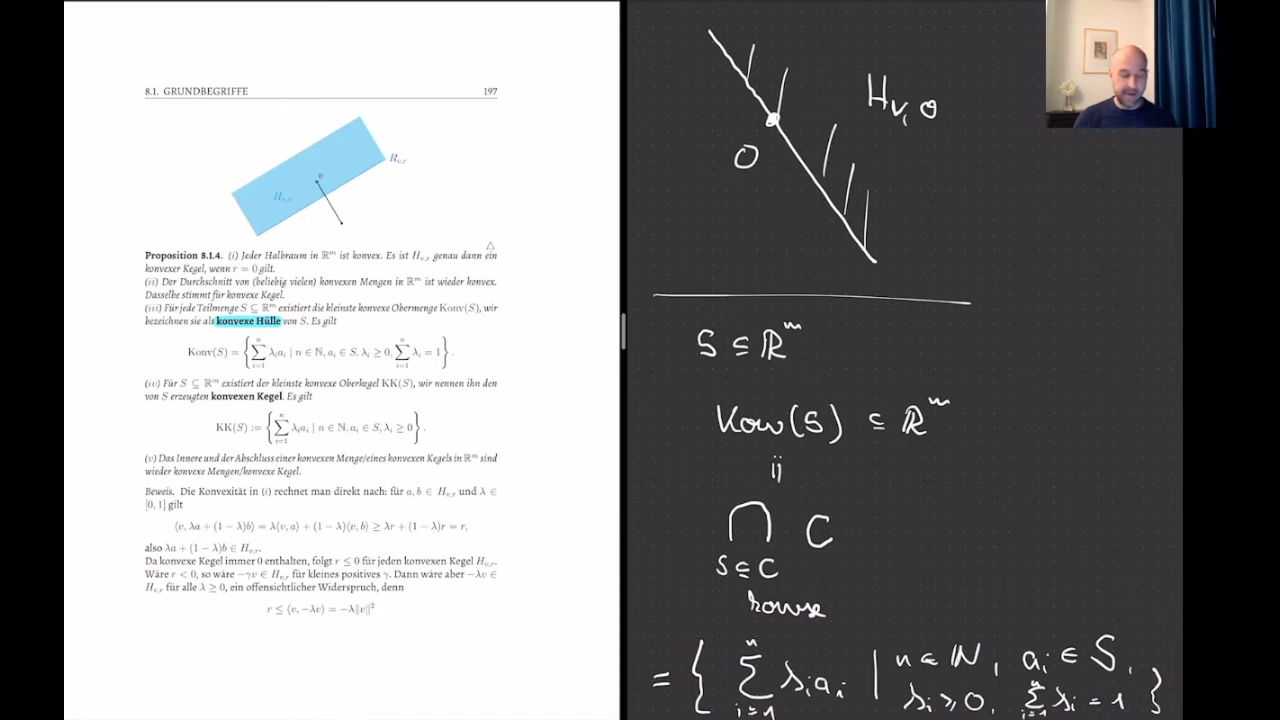 8.1. GRUNDBEGRIFFE 197
R_{v,r}
v
H_{v,r}
△
Proposition 8.1.4. (i) Jeder Halbraum in ℝ^m ist konvex. Es ist H_{v,r} genau dann ein
konvexer Kegel, wenn r = 0 gilt.
(ii) Der Durchschnitt von (beliebig vielen) konvexen Mengen in ℝ^m ist wieder konvex.
Dasselbe stimmt für konvexe Kegel.
(iii) Für jede Teilmenge S ⊆ ℝ^m existiert die kleinste konvexe Obermenge Konv(S), wir
bezeichnen sie als konvexe Hülle von S. Es gilt
Konv(S) = { ∑_{i=1}^{n} λ_i a_i | n ∈ ℕ, a_i ∈ S, λ_i ≥ 0, ∑_{i=1}^{n} λ_i = 1 } .
(iv) Für S ⊆ ℝ^m existiert der kleinste konvexe Oberkegel KK(S), wir nennen ihn den
von S erzeugten konvexen Kegel. Es gilt
KK(S) := { ∑_{i=1}^{n} λ_i a_i | n ∈ ℕ, a_i ∈ S, λ_i ≥ 0 } .
(v) Das Innere und der Abschluss einer konvexen Menge/eines konvexen Kegels in ℝ^m sind
wieder konvexe Mengen/konvexe Kegel.
Beweis. Die Konvexität in (i) rechnet man direkt nach: für a, b ∈ H_{v,r} und λ ∈
[0, 1] gilt
⟨v, λa + (1 − λ)b⟩ = λ⟨v, a⟩ + (1 − λ)⟨v, b⟩ ≥ λr + (1 − λ)r = r,
also λa + (1 − λ)b ∈ H_{v,r}.
Da konvexe Kegel immer 0 enthalten, folgt r ≤ 0 für jeden konvexen Kegel H_{v,r}.
Wäre r < 0, so wäre −γv ∈ H_{v,r} für kleines positives γ. Dann wäre aber −λv ∈
H_{v,r} für alle λ ≥ 0, ein offensichtlicher Widerspruch, denn
r ≤ ⟨v, −λv⟩ = −λ‖v‖²
H_{v,0}
0
S ⊆ ℝ^m
Konv(S) ⊆ ℝ^m
⋂ C
S ⊆ C
konvex
= { ∑_{i=1}^{n} λ_i a_i | n ∈ ℕ, a_i ∈ S,
λ_i ≥ 0, ∑_{i=1}^{n} λ_i = 1 }